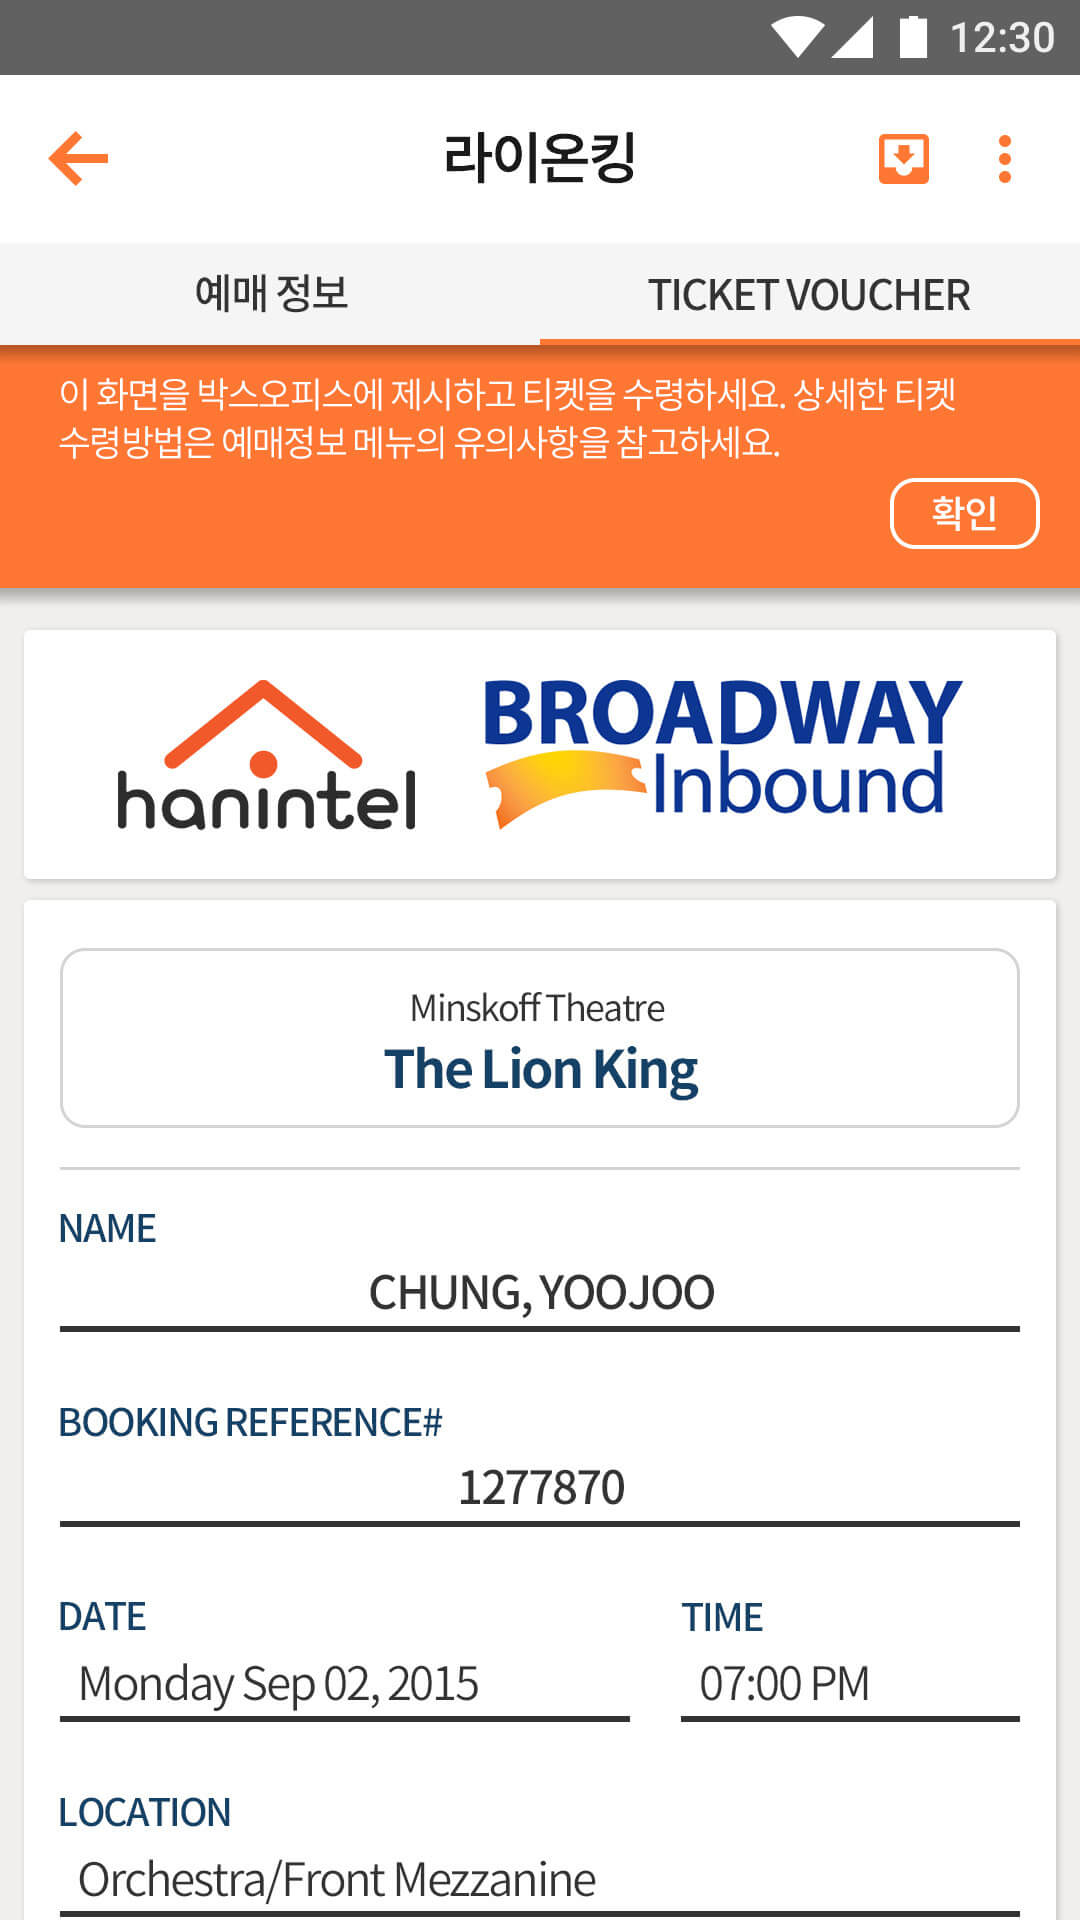 12:30
라이온킹
예매 정보
TICKET VOUCHER
이 화면을 박스오피스에 제시하고 티켓을 수령하세요. 상세한 티켓
수령방법은 예매정보 메뉴의 유의사항을 참고하세요.
확인
hanintel
BROADWAY
Inbound
Minskoff Theatre
The Lion King
NAME
CHUNG, YOOJOO
BOOKING REFERENCE#
1277870
DATE
TIME
Monday Sep 02, 2015
07:00 PM
LOCATION
Orchestra/Front Mezzanine